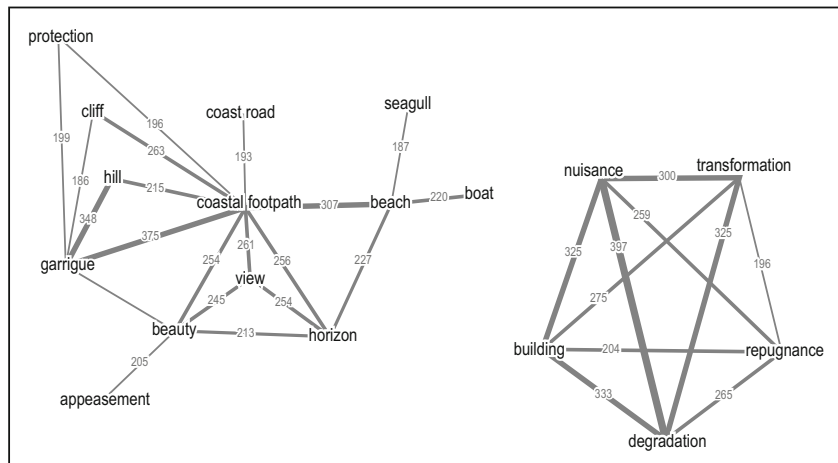 protection
cliff
coast road
seagull
199
196
263
193
187
186
hill
215
nuisance
300
transformation
348
coastal footpath
307
beach
220
boat
259
375
325
397
325
garrigue
254
261
256
227
196
view
275
245
254
beauty
213
horizon
building
204
repugnance
205
333
265
appeasement
degradation